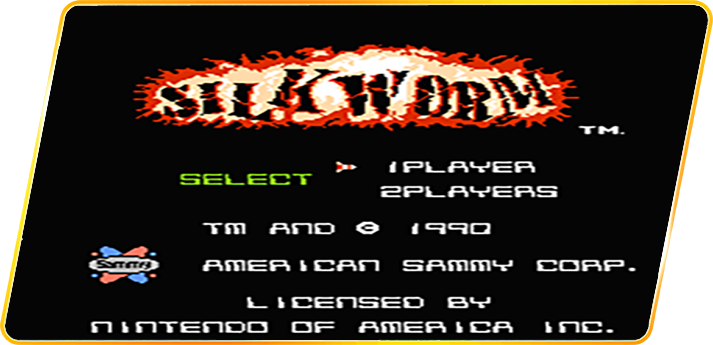 SILKWORM
TM.
SELECT 1PLAYER
2PLAYERS
TM AND © 1990
Sammy
AMERICAN SAMMY CORP.
LICENSED BY
NINTENDO OF AMERICA INC.